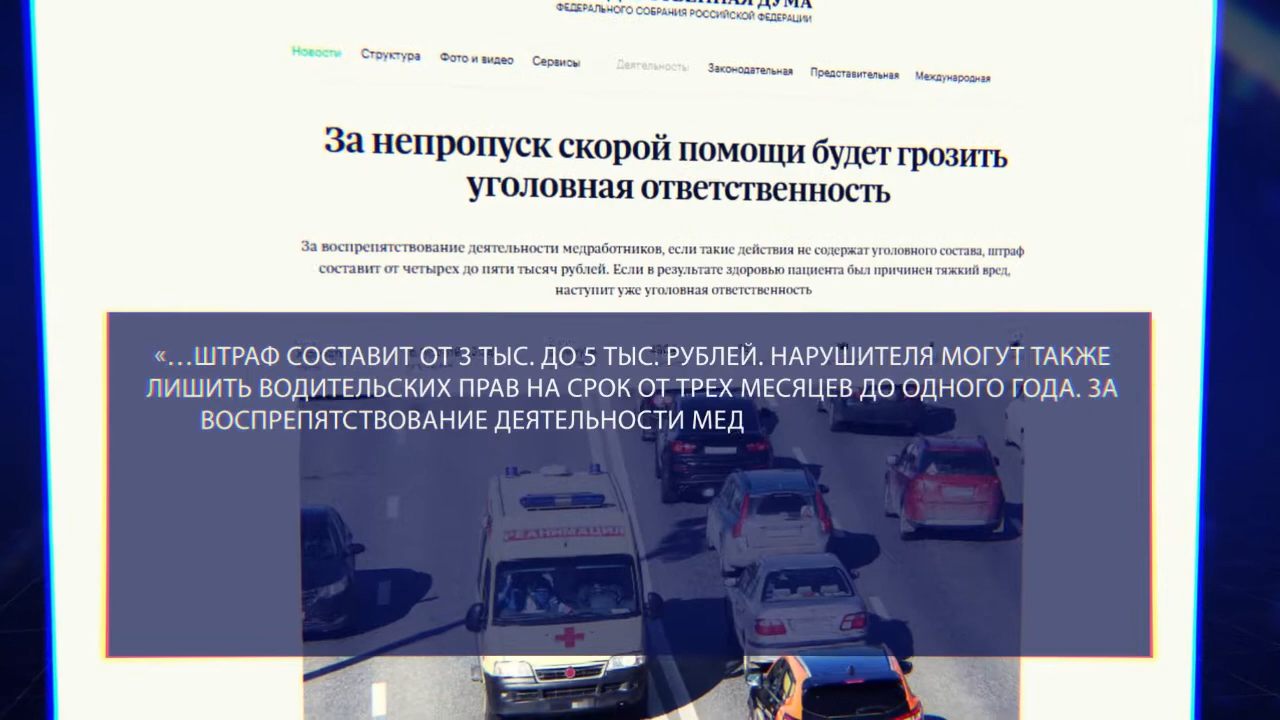 ДУМА
ФЕДЕРАЛЬНОГО СОБРАНИЯ РОССИЙСКОЙ ФЕДЕРАЦИИ
Новости Структура Фото и видео Сервисы Деятельность: Законодательная Представительная Международная
За непропуск скорой помощи будет грозить
уголовная ответственность
За воспрепятствование деятельности медработников, если такие действия не содержат уголовного состава, штраф
составит от четырех до пяти тысяч рублей. Если в результате здоровью пациента был причинен тяжкий вред,
наступит уже уголовная ответственность
«...ШТРАФ СОСТАВИТ ОТ 3 ТЫС. ДО 5 ТЫС. РУБЛЕЙ. НАРУШИТЕЛЯ МОГУТ ТАКЖЕ
ЛИШИТЬ ВОДИТЕЛЬСКИХ ПРАВ НА СРОК ОТ ТРЕХ МЕСЯЦЕВ ДО ОДНОГО ГОДА. ЗА
ВОСПРЕПЯТСТВОВАНИЕ ДЕЯТЕЛЬНОСТИ МЕД
РЕАНИМАЦИЯ